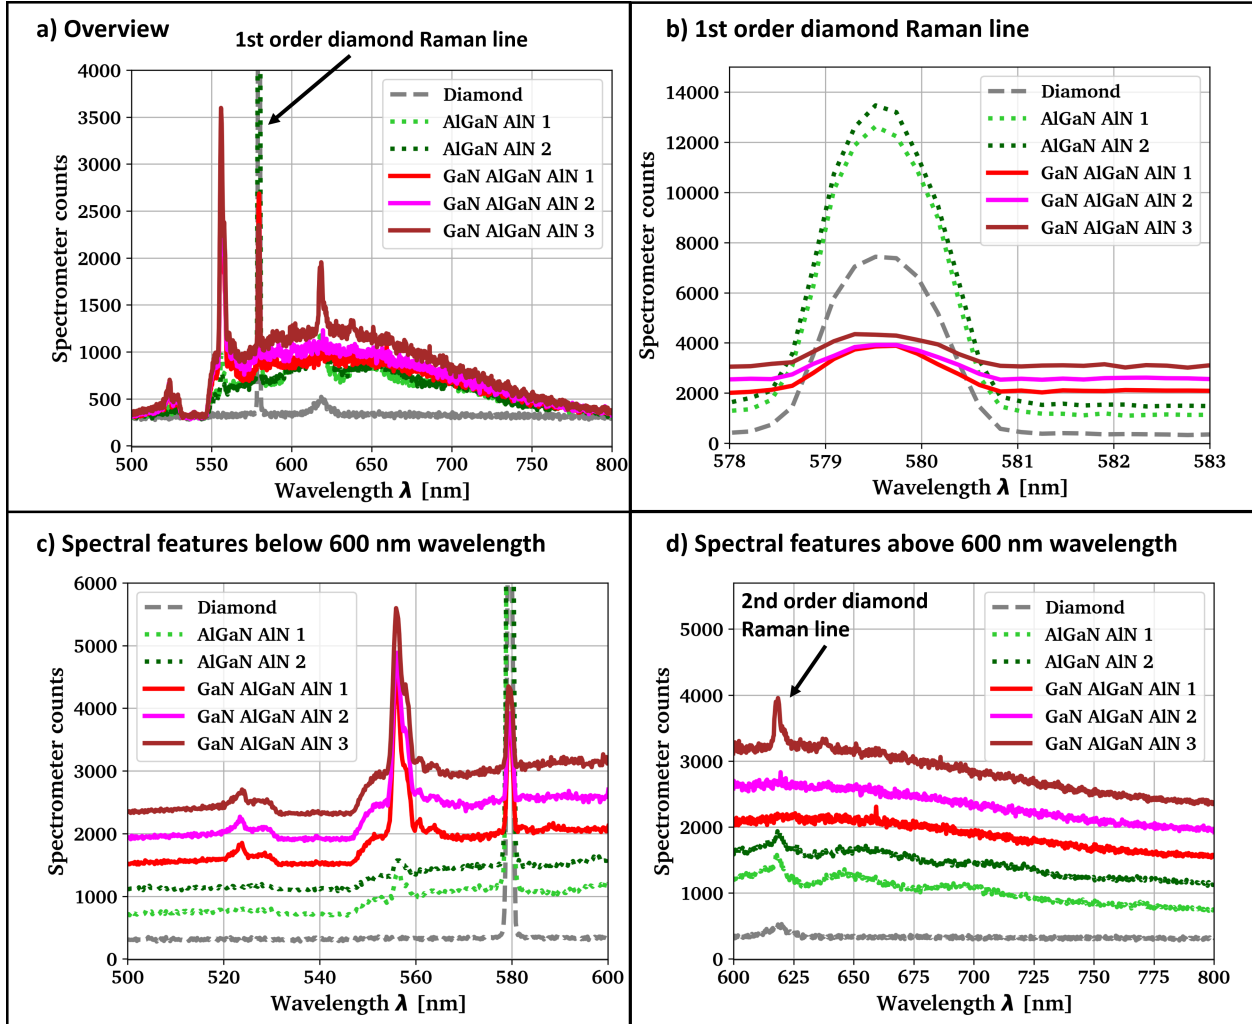 a) Overview
1st order diamond Raman line
4000
3500
3000
2500
2000
1500
1000
500
0
Spectrometer counts
Diamond
AlGaN AlN 1
AlGaN AlN 2
GaN AlGaN AlN 1
GaN AlGaN AlN 2
GaN AlGaN AlN 3
500 550 600 650 700 750 800
Wavelength λ [nm]
b) 1st order diamond Raman line
14000
12000
10000
8000
6000
4000
2000
0
Spectrometer counts
Diamond
AlGaN AlN 1
AlGaN AlN 2
GaN AlGaN AlN 1
GaN AlGaN AlN 2
GaN AlGaN AlN 3
578 579 580 581 582 583
Wavelength λ [nm]
c) Spectral features below 600 nm wavelength
6000
5000
4000
3000
2000
1000
0
Spectrometer counts
Diamond
AlGaN AlN 1
AlGaN AlN 2
GaN AlGaN AlN 1
GaN AlGaN AlN 2
GaN AlGaN AlN 3
500 520 540 560 580 600
Wavelength λ [nm]
d) Spectral features above 600 nm wavelength
2nd order diamond
Raman line
5000
4000
3000
2000
1000
0
Spectrometer counts
Diamond
AlGaN AlN 1
AlGaN AlN 2
GaN AlGaN AlN 1
GaN AlGaN AlN 2
GaN AlGaN AlN 3
600 625 650 675 700 725 750 775 800
Wavelength λ [nm]